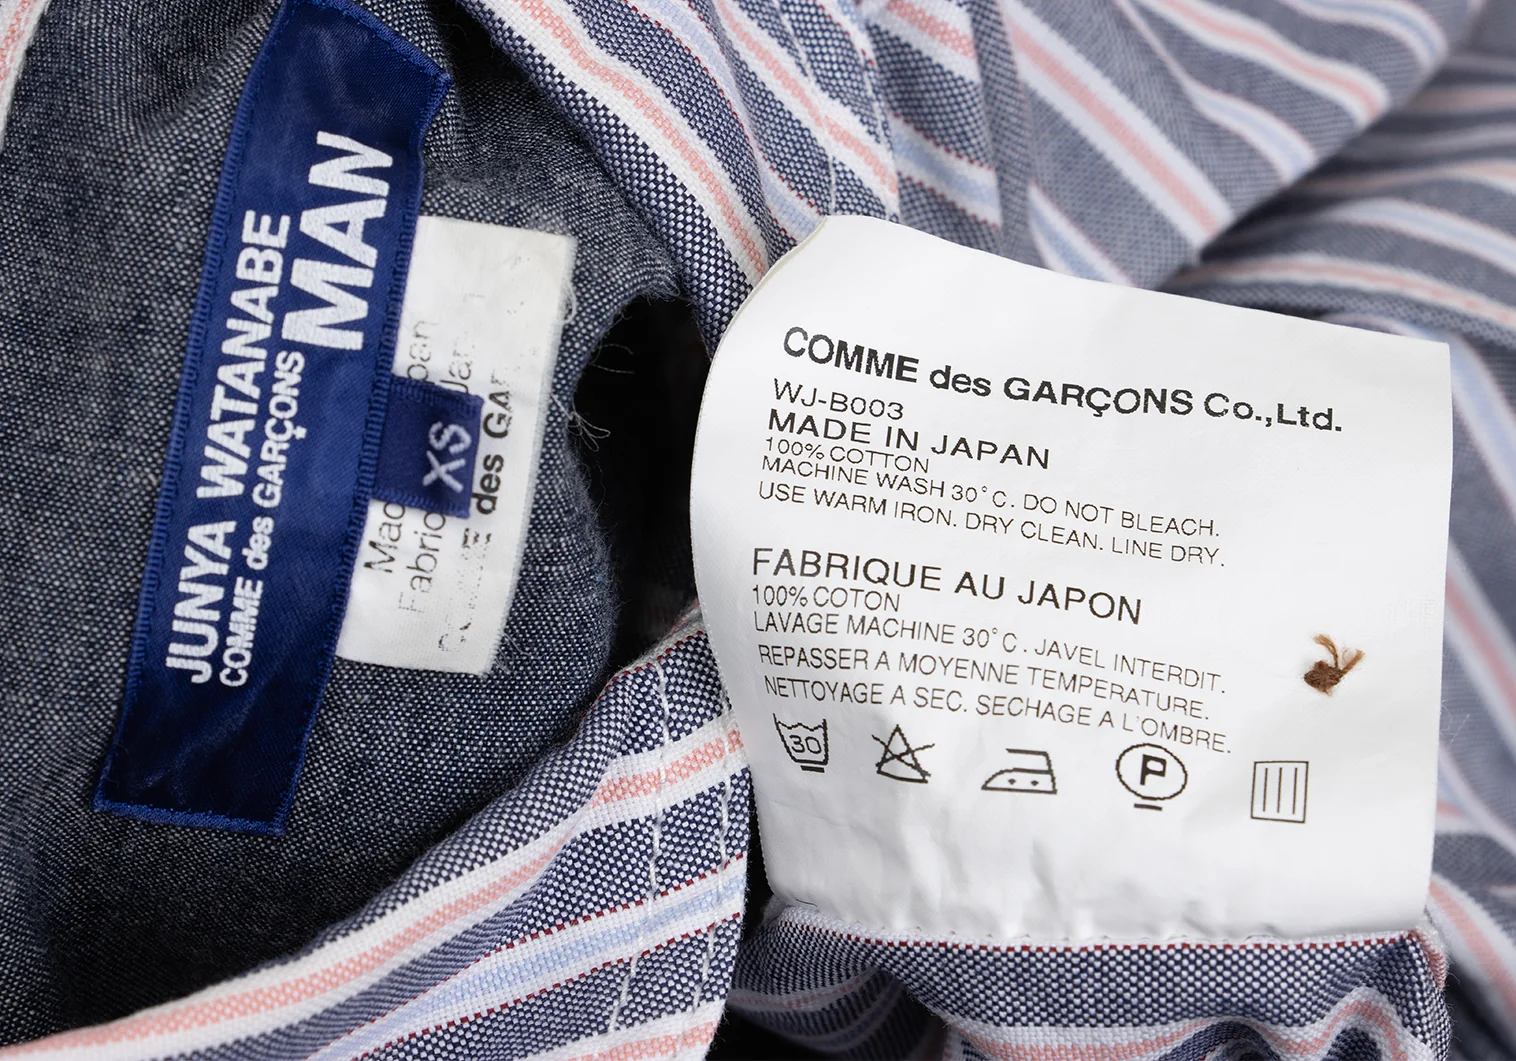 JUNYA WATANABE
COMME des GARÇONS MAN
XS
des
COMME des GARÇONS Co.,Ltd.
WJ-B003
MADE IN JAPAN
100% COTTON
MACHINE WASH 30°C. DO NOT BLEACH.
USE WARM IRON. DRY CLEAN. LINE DRY.
FABRIQUE AU JAPON
100% COTON
LAVAGE MACHINE 30°C. JAVEL INTERDIT.
REPASSER A MOYENNE TEMPERATURE.
NETTOYAGE A SEC. SECHAGE A L'OMBRE.
30
P